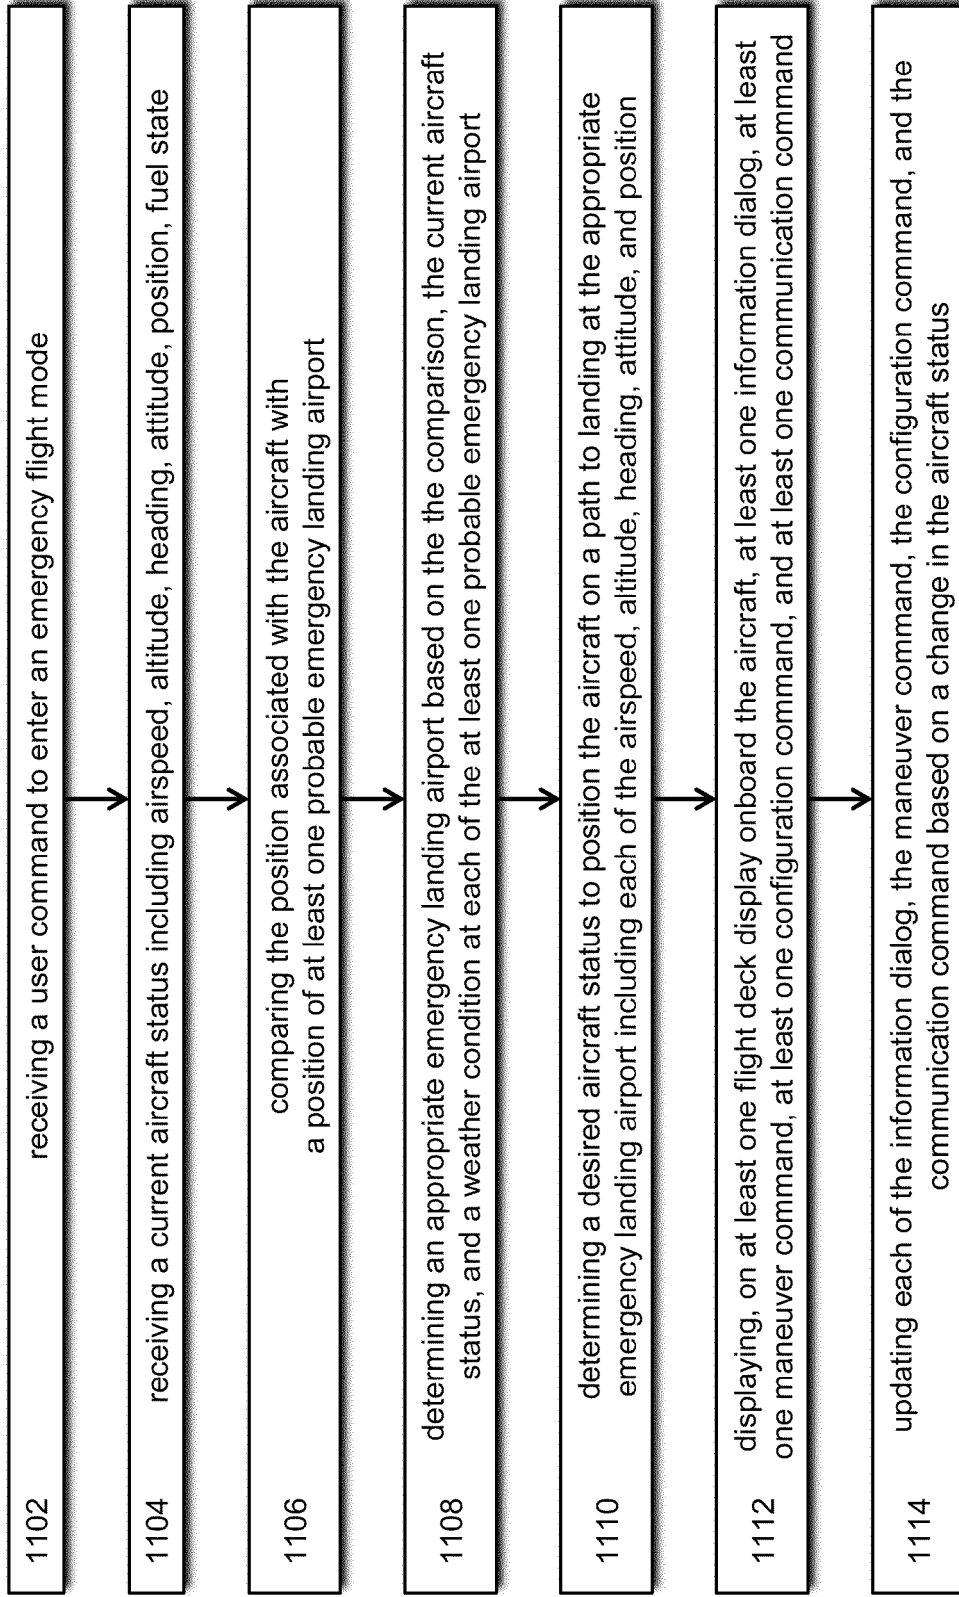 1102
receiving a user command to enter an emergency flight mode
1104
receiving a current aircraft status including airspeed, altitude, heading, attitude, position, fuel state
1106
comparing the position associated with the aircraft with
a position of at least one probable emergency landing airport
1108
determining an appropriate emergency landing airport based on the the comparison, the current aircraft
status, and a weather condition at each of the at least one probable emergency landing airport
1110
determining a desired aircraft status to position the aircraft on a path to landing at the appropriate
emergency landing airport including each of the airspeed, altitude, heading, attitude, and position
1112
displaying, on at least one flight deck display onboard the aircraft, at least one information dialog, at least
one maneuver command, at least one configuration command, and at least one communication command
1114
updating each of the information dialog, the maneuver command, the configuration command, and the
communication command based on a change in the aircraft status